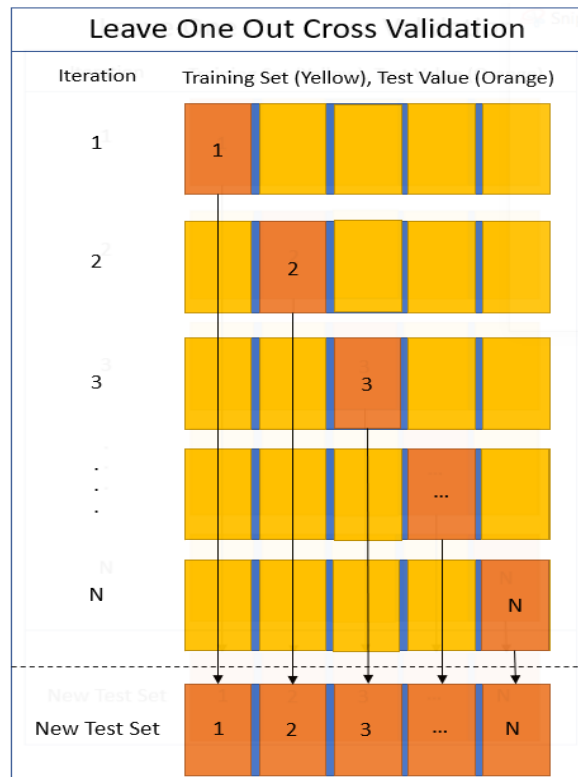 Leave One Out Cross Validation
Iteration Training Set (Yellow), Test Value (Orange)
1 1
2 2
3 3
. . . ...
N N
New Test Set 1 2 3 ... N